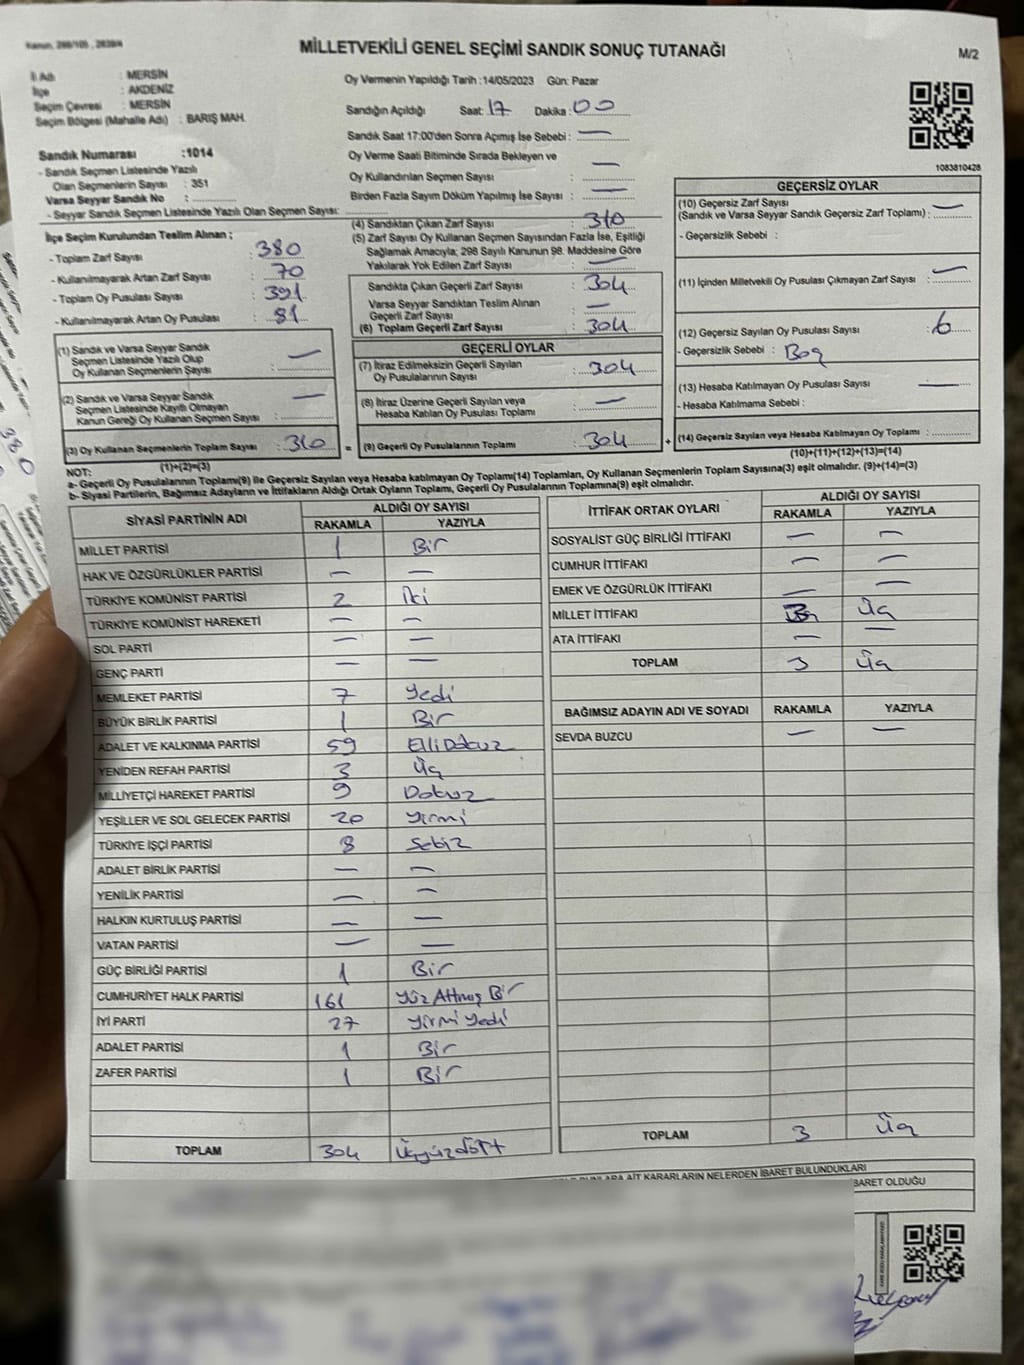 Kanun, 298/105 , 2839/4
MİLLETVEKİLİ GENEL SEÇİMİ SANDIK SONUÇ TUTANAĞI
M/2
İl Adı : MERSİN
İlçe : AKDENİZ
Seçim Çevresi : MERSİN
Seçim Bölgesi (Mahalle Adı) : BARIŞ MAH.
Oy Vermenin Yapıldığı Tarih :14/05/2023 Gün: Pazar
Sandığın Açıldığı Saat: 17 Dakika: 00
Sandık Saat 17:00'den Sonra Açımış İse Sebebi : —
Oy Verme Saati Bitiminde Sırada Bekleyen ve
Oy Kullandırılan Seçmen Sayısı : —
Birden Fazla Sayım Döküm Yapılmış İse Sayısı : —
1083810428
Sandık Numarası :1014
- Sandık Seçmen Listesinde Yazılı
Olan Seçmenlerin Sayısı : 351
Varsa Seyyar Sandık No :
- Seyyar Sandık Seçmen Listesinde Yazılı Olan Seçmen Sayısı:
İlçe Seçim Kurulundan Teslim Alınan ;
- Toplam Zarf Sayısı : 380
- Kullanılmayarak Artan Zarf Sayısı : 70
- Toplam Oy Pusulası Sayısı : 391
- Kullanılmayarak Artan Oy Pusulası : 81
(1) Sandık ve Varsa Seyyar Sandık
Seçmen Listesinde Yazılı Olup
Oy Kullanan Seçmenlerin Sayısı : —
(2) Sandık ve Varsa Seyyar Sandık
Seçmen Listesinde Kayıtlı Olmayan
Kanun Gereği Oy Kullanan Seçmen Sayısı : —
(3) Oy Kullanan Seçmenlerin Toplam Sayısı : 310
(1)+(2)=(3)
(4) Sandıktan Çıkan Zarf Sayısı : 310
(5) Zarf Sayısı Oy Kullanan Seçmen Sayısından Fazla İse, Eşitliği
Sağlamak Amacıyla; 298 Sayılı Kanunun 98. Maddesine Göre
Yakılarak Yok Edilen Zarf Sayısı : —
Sandıkta Çıkan Geçerli Zarf Sayısı : 304
Varsa Seyyar Sandıktan Teslim Alınan
Geçerli Zarf Sayısı : —
(6) Toplam Geçerli Zarf Sayısı : 304
GEÇERLİ OYLAR
(7) İtiraz Edilmeksizin Geçerli Sayılan
Oy Pusulalarının Sayısı : 304
(8) İtiraz Üzerine Geçerli Sayılan veya
Hesaba Katılan Oy Pusulası Toplamı : —
= (9) Geçerli Oy Pusulalarının Toplamı : 304 +
GEÇERSİZ OYLAR
(10) Geçersiz Zarf Sayısı
(Sandık ve Varsa Seyyar Sandık Geçersiz Zarf Toplamı) : —
- Geçersizlik Sebebi :
(11) İçinden Milletvekili Oy Pusulası Çıkmayan Zarf Sayısı : —
(12) Geçersiz Sayılan Oy Pusulası Sayısı : 6
- Geçersizlik Sebebi : Boş
(13) Hesaba Katılmayan Oy Pusulası Sayısı : —
- Hesaba Katılmama Sebebi :
(14) Geçersiz Sayılan veya Hesaba Katılmayan Oy Toplamı :
(10)+(11)+(12)+(13)=(14)
NOT:
a- Geçerli Oy Pusulalarının Toplamı(9) ile Geçersiz Sayılan veya Hesaba katılmayan Oy Toplamı(14) Toplamları, Oy Kullanan Seçmenlerin Toplam Sayısına(3) eşit olmalıdır. (9)+(14)=(3)
b- Siyasi Partilerin, Bağımsız Adayların ve İttifakların Aldığı Ortak Oyların Toplamı, Geçerli Oy Pusulalarının Toplamına(9) eşit olmalıdır.
SİYASİ PARTİNİN ADI ALDIĞI OY SAYISI
RAKAMLA YAZIYLA
MİLLET PARTİSİ 1 Bir
HAK VE ÖZGÜRLÜKLER PARTİSİ — —
TÜRKİYE KOMÜNİST PARTİSİ 2 İki
TÜRKİYE KOMÜNİST HAREKETİ — —
SOL PARTİ — —
GENÇ PARTİ — —
MEMLEKET PARTİSİ 7 Yedi
BÜYÜK BİRLİK PARTİSİ 1 Bir
ADALET VE KALKINMA PARTİSİ 59 Elli Dokuz
YENİDEN REFAH PARTİSİ 3 Üç
MİLLİYETÇİ HAREKET PARTİSİ 9 Dokuz
YEŞİLLER VE SOL GELECEK PARTİSİ 20 Yirmi
TÜRKİYE İŞÇİ PARTİSİ 8 Sekiz
ADALET BİRLİK PARTİSİ — —
YENİLİK PARTİSİ — —
HALKIN KURTULUŞ PARTİSİ — —
VATAN PARTİSİ — —
GÜÇ BİRLİĞİ PARTİSİ 1 Bir
CUMHURİYET HALK PARTİSİ 161 Yüz Altmış Bir
İYİ PARTİ 27 Yirmi Yedi
ADALET PARTİSİ 1 Bir
ZAFER PARTİSİ 1 Bir
TOPLAM 304 Üçyüzdört
İTTİFAK ORTAK OYLARI ALDIĞI OY SAYISI
RAKAMLA YAZIYLA
SOSYALİST GÜÇ BİRLİĞİ İTTİFAKI — —
CUMHUR İTTİFAKI — —
EMEK VE ÖZGÜRLÜK İTTİFAKI — —
MİLLET İTTİFAKI Üç
ATA İTTİFAKI — —
TOPLAM 3 Üç
BAĞIMSIZ ADAYIN ADI VE SOYADI RAKAMLA YAZIYLA
SEVDA BUZCU — —
TOPLAM 3 Üç
AİT KARARLARIN NELERDEN İBARET BULUNDUKLARI
İBARET OLDUĞU
380